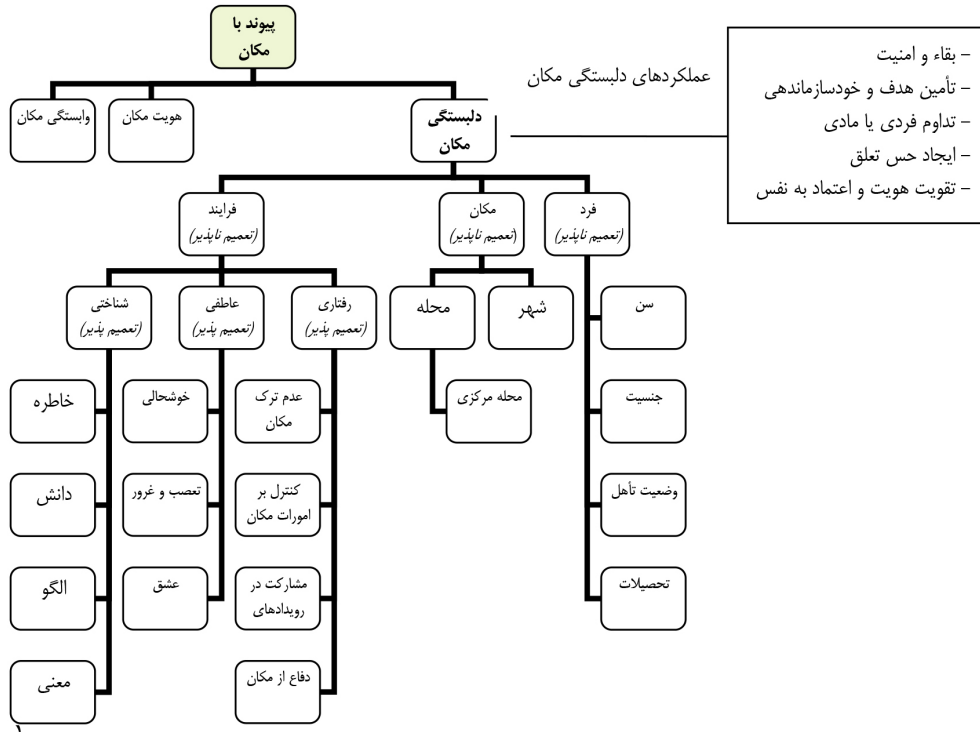 پیوند با
مکان
دلبستگی
مکان
هویت مکان
وابستگی مکان
عملکردهای دلبستگی مکان
- بقاء و امنیت
- تأمین هدف و خودسازماندهی
- تداوم فردی یا مادی
- ایجاد حس تعلق
- تقویت هویت و اعتماد به نفس
فرد
(تعمیم ناپذیر)
مکان
(تعمیم ناپذیر)
فرایند
(تعمیم ناپذیر)
سن
جنسیت
وضعیت تأهل
تحصیلات
شهر
محله
محله مرکزی
رفتاری
(تعمیم پذیر)
عاطفی
(تعمیم پذیر)
شناختی
(تعمیم پذیر)
عدم ترک
مکان
کنترل بر
امورات مکان
مشارکت در
رویدادهای
دفاع از مکان
خوشحالی
تعصب و غرور
عشق
خاطره
دانش
الگو
معنی